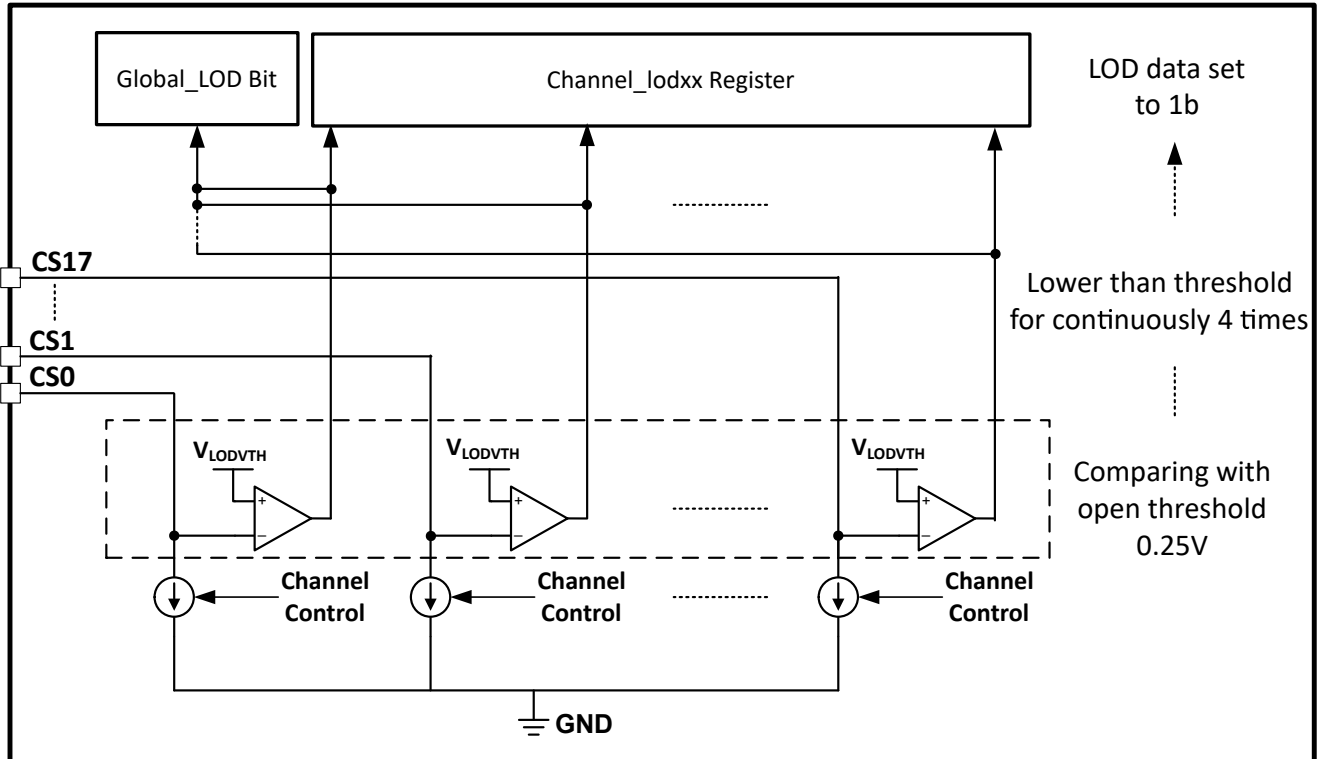 Global_LOD Bit
Channel_lodxx Register
LOD data set
to 1b
CS17
Lower than threshold
for continuously 4 times
CS1
CS0
VLODVTH
VLODVTH
VLODVTH
+
+
+
−
−
−
Comparing with
open threshold
0.25V
Channel
Control
Channel
Control
Channel
Control
GND